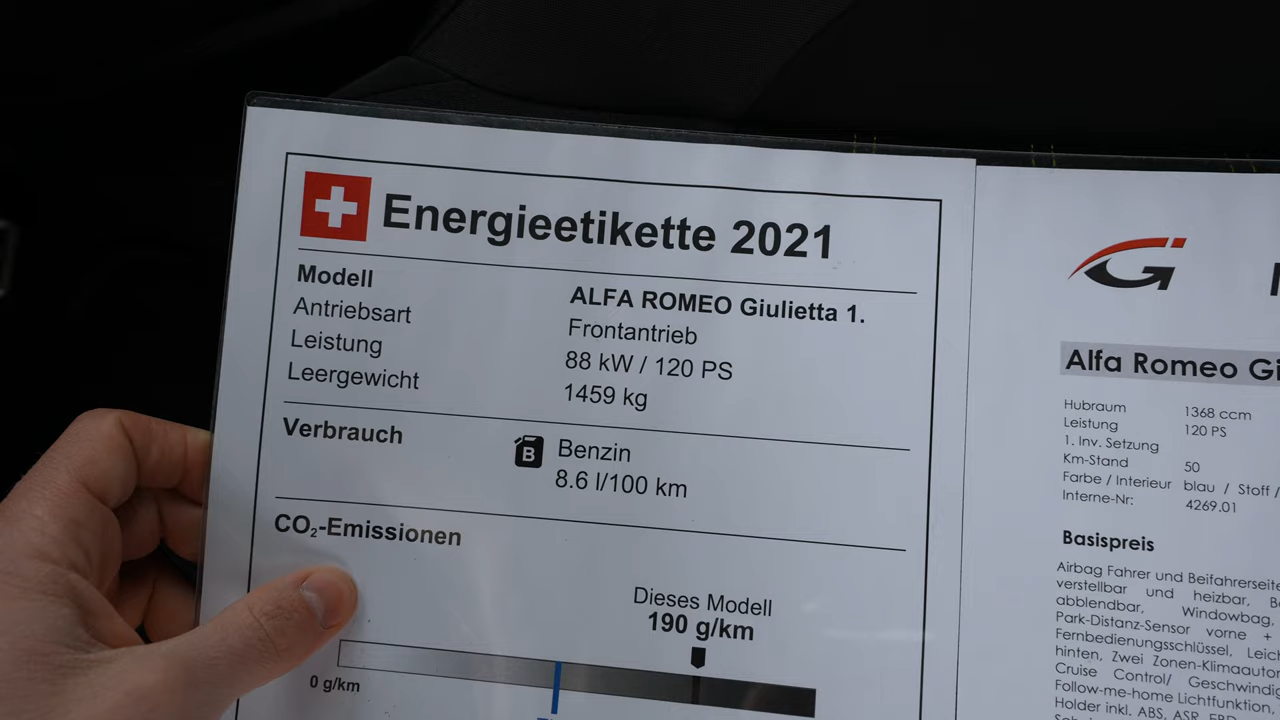 Energieetikette 2021
Modell ALFA ROMEO Giulietta 1.
Antriebsart Frontantrieb
Leistung 88 kW / 120 PS
Leergewicht 1459 kg
Verbrauch B Benzin
8.6 l/100 km
CO₂-Emissionen
Dieses Modell
190 g/km
0 g/km
G
Alfa Romeo Gi
Hubraum 1368 ccm
Leistung 120 PS
1. Inv. Setzung
Km-Stand 50
Farbe / Interieur blau / Stoff /
Interne-Nr: 4269.01
Basispreis
Airbag Fahrer und Beifahrerseite
verstellbar und heizbar,
abblendbar, Windowbag,
Park-Distanz-Sensor vorne +
Fernbedienungsschlüssel, Leich
hinten, Zwei Zonen-Klimaautor
Cruise Control/ Geschwindig
Follow-me-home Lichtfunktion,
Holder inkl. ABS, ASR,